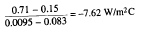 0.71 – 0.15
0.0095 – 0.083 = –7.62 W/m²C